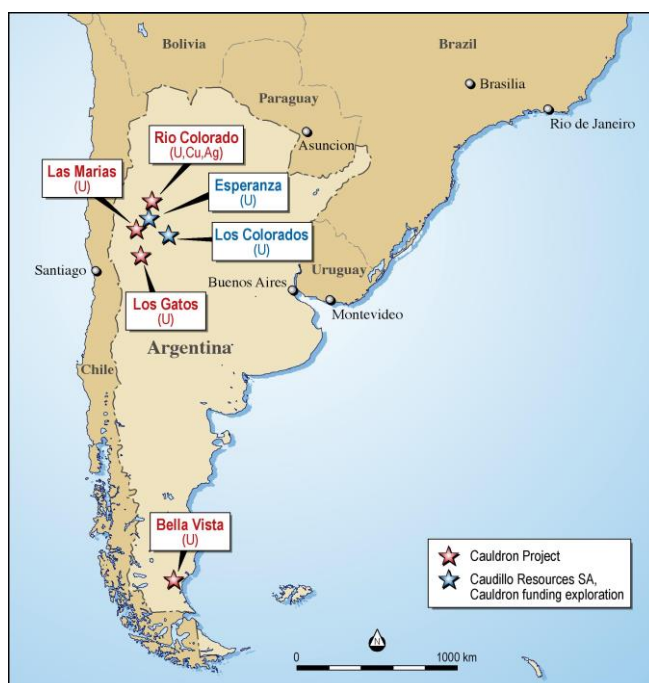 Bolivia
Brazil
Brasilia
Paraguay
Rio de Janeiro
Rio Colorado
(U,Cu,Ag)
Asuncion
Las Marias
(U)
Esperanza
(U)
Los Colorados
(U)
Santiago
Uruguay
Buenos Aires
Los Gatos
(U)
Montevideo
Argentina
Chile
Bella Vista
(U)
Cauldron Project
Caudillo Resources SA,
Cauldron funding exploration
N
0 1000 km